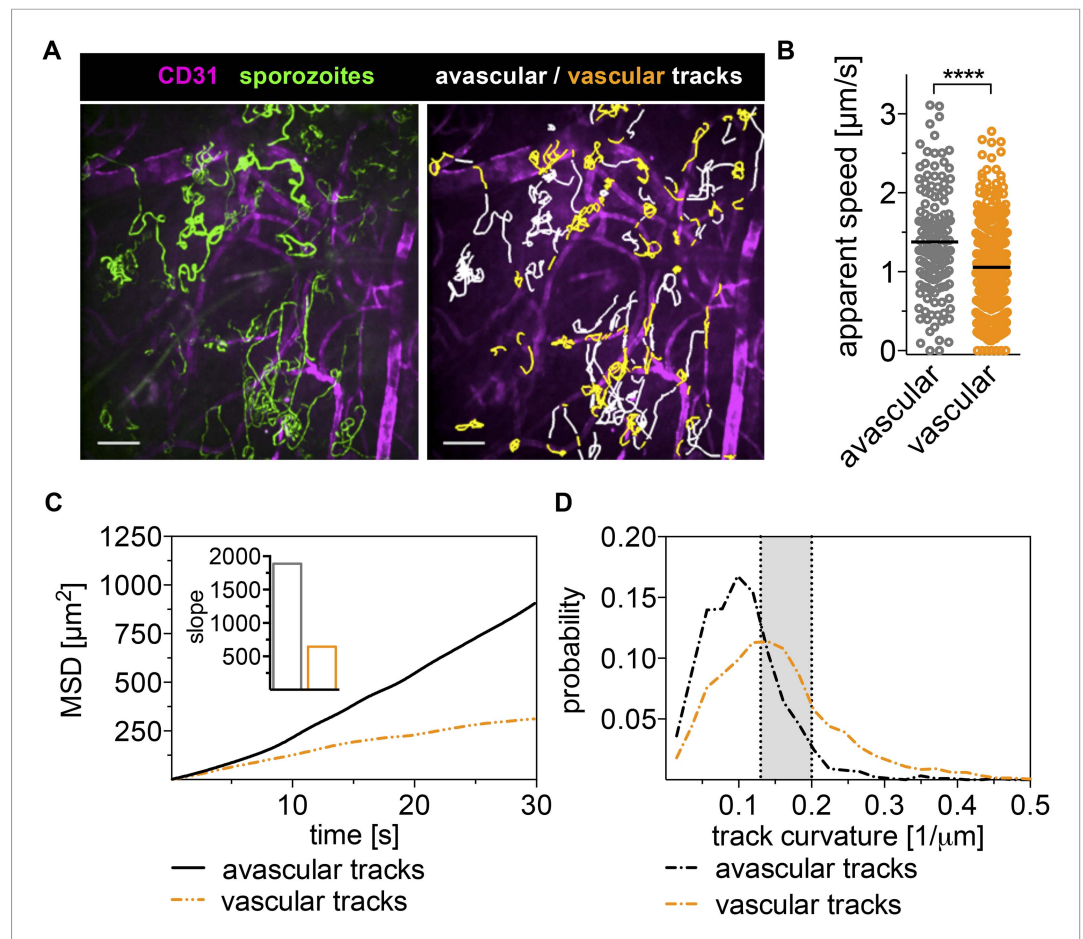 A
CD31 sporozoites
avascular / vascular tracks
B
apparent speed [µm/s]
3
2
1
0
****
avascular
vascular
C
MSD [µm²]
1250
1000
750
500
250
slope
2000
1500
1000
500
10
20
30
time [s]
avascular tracks
vascular tracks
D
probability
0.20
0.15
0.10
0.05
0.1
0.2
0.3
0.4
0.5
track curvature [1/µm]
avascular tracks
vascular tracks